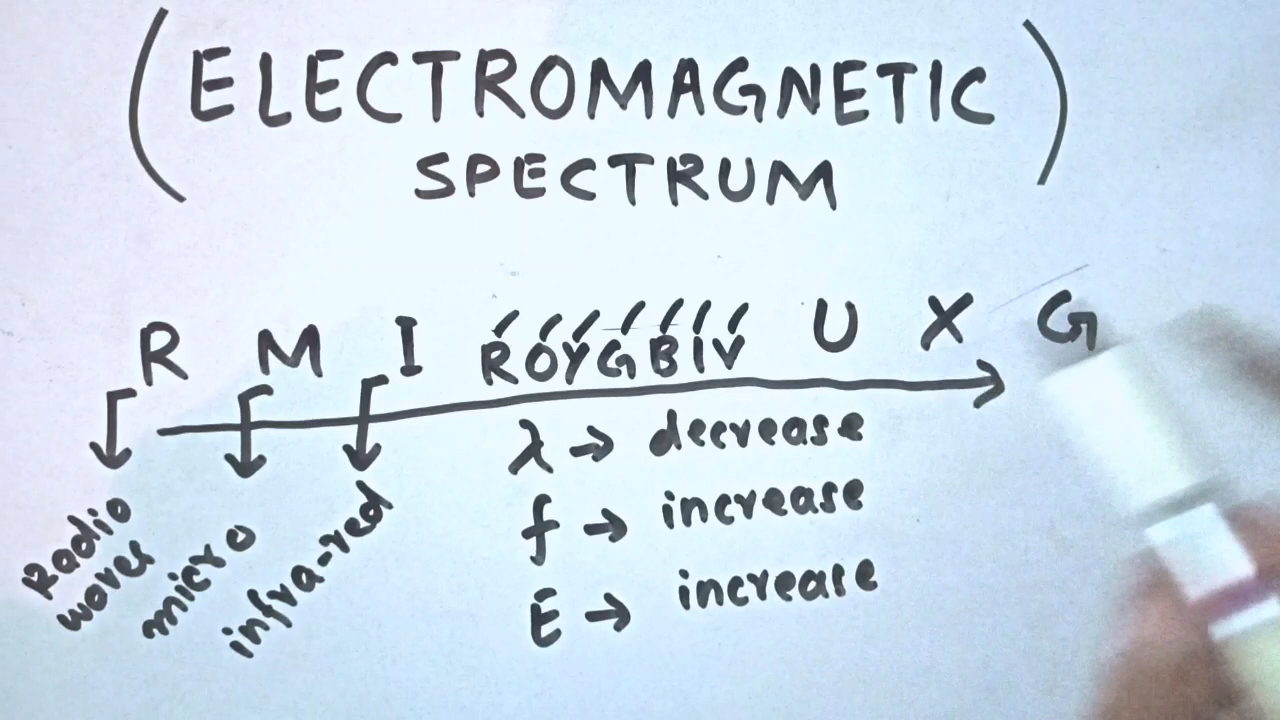 (ELECTROMAGNETIC)
SPECTRUM
R M I ROYGBIV U X G
λ → decrease
f → increase
E → increase
Radio
waves
micro
infra-red